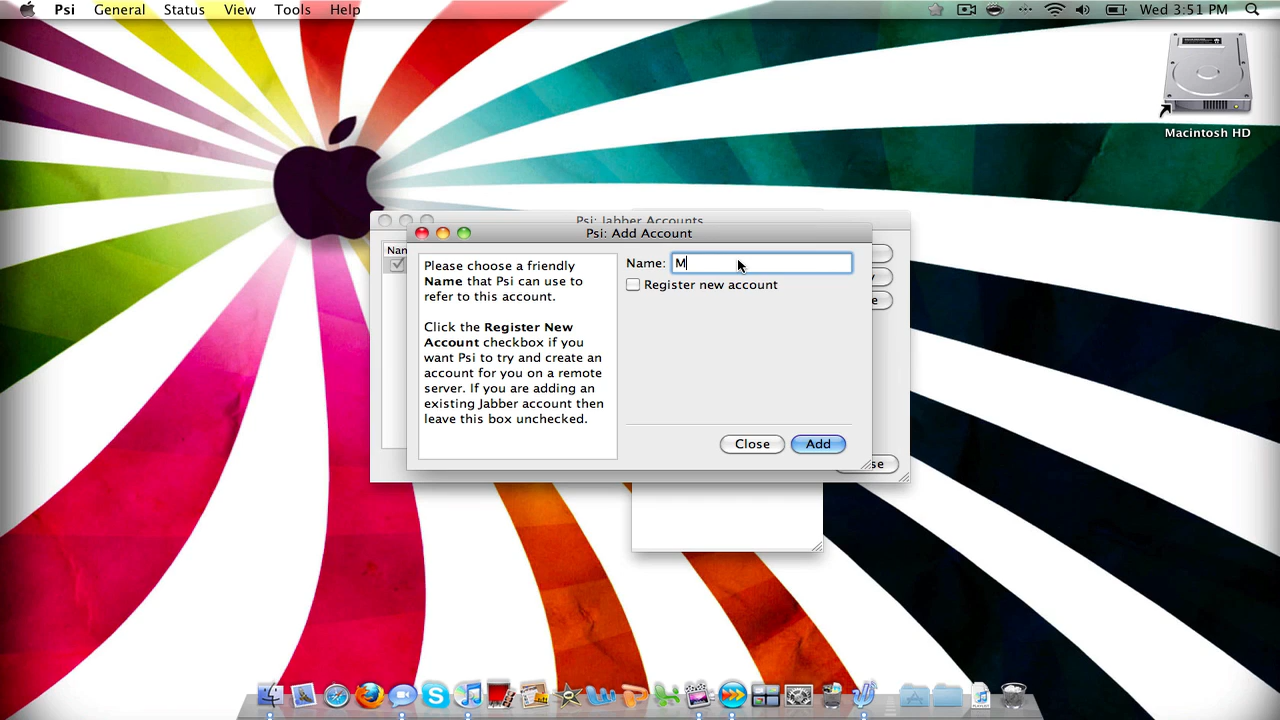 Psi General Status View Tools Help Wed 3:51 PM
Macintosh HD
Psi: Jabber Accounts
Psi: Add Account
Please choose a friendly
Name that Psi can use to
refer to this account.
Click the Register New
Account checkbox if you
want Psi to try and create an
account for you on a remote
server. If you are adding an
existing Jabber account then
leave this box unchecked.
Name: M
Register new account
Close Add